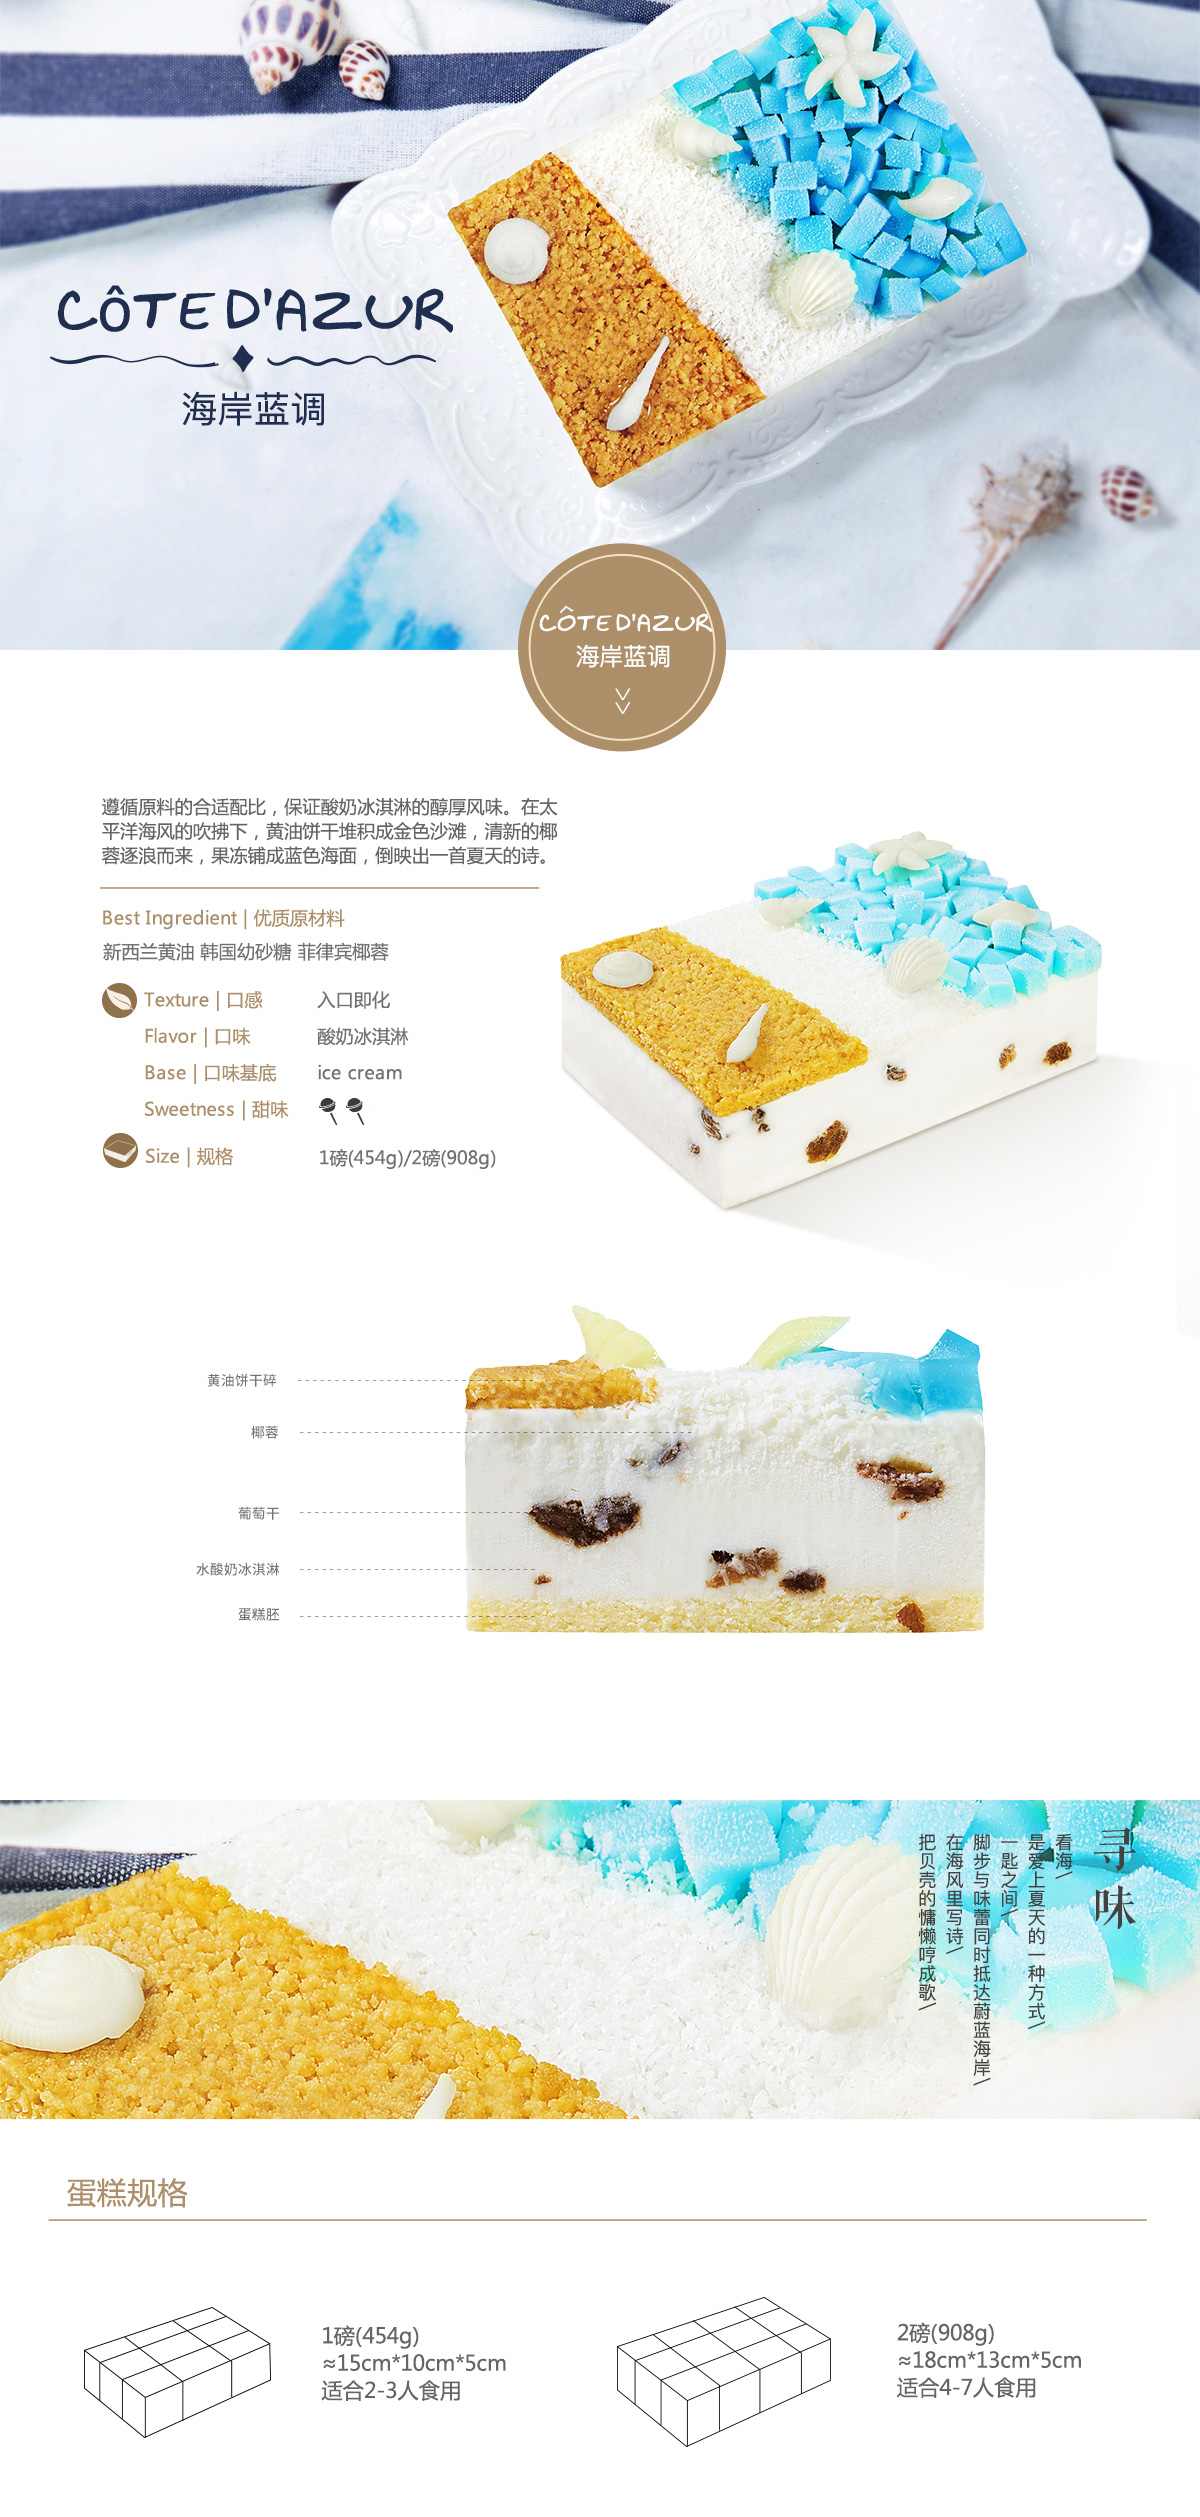 CÔTE D'AZUR
海岸蓝调
CÔTE D'AZUR
海岸蓝调
遵循原料的合适配比，保证酸奶冰淇淋的醇厚风味。在太
平洋海风的吹拂下，黄油饼干堆积成金色沙滩，清新的椰
蓉逐浪而来，果冻铺成蓝色海面，倒映出一首夏天的诗。
Best Ingredient | 优质原材料
新西兰黄油 韩国幼砂糖 菲律宾椰蓉
Texture | 口感 入口即化
Flavor | 口味 酸奶冰淇淋
Base | 口味基底 ice cream
Sweetness | 甜味
Size | 规格 1磅(454g)/2磅(908g)
黄油饼干碎
椰蓉
葡萄干
水酸奶冰淇淋
蛋糕胚
寻味
看海/
是爱上夏天的一种方式/
一匙之间/
脚步与味蕾同时抵达蔚蓝海岸/
在海风里写诗/
把贝壳的慵懒哼成歌/
蛋糕规格
1磅(454g)
≈15cm*10cm*5cm
适合2-3人食用
2磅(908g)
≈18cm*13cm*5cm
适合4-7人食用